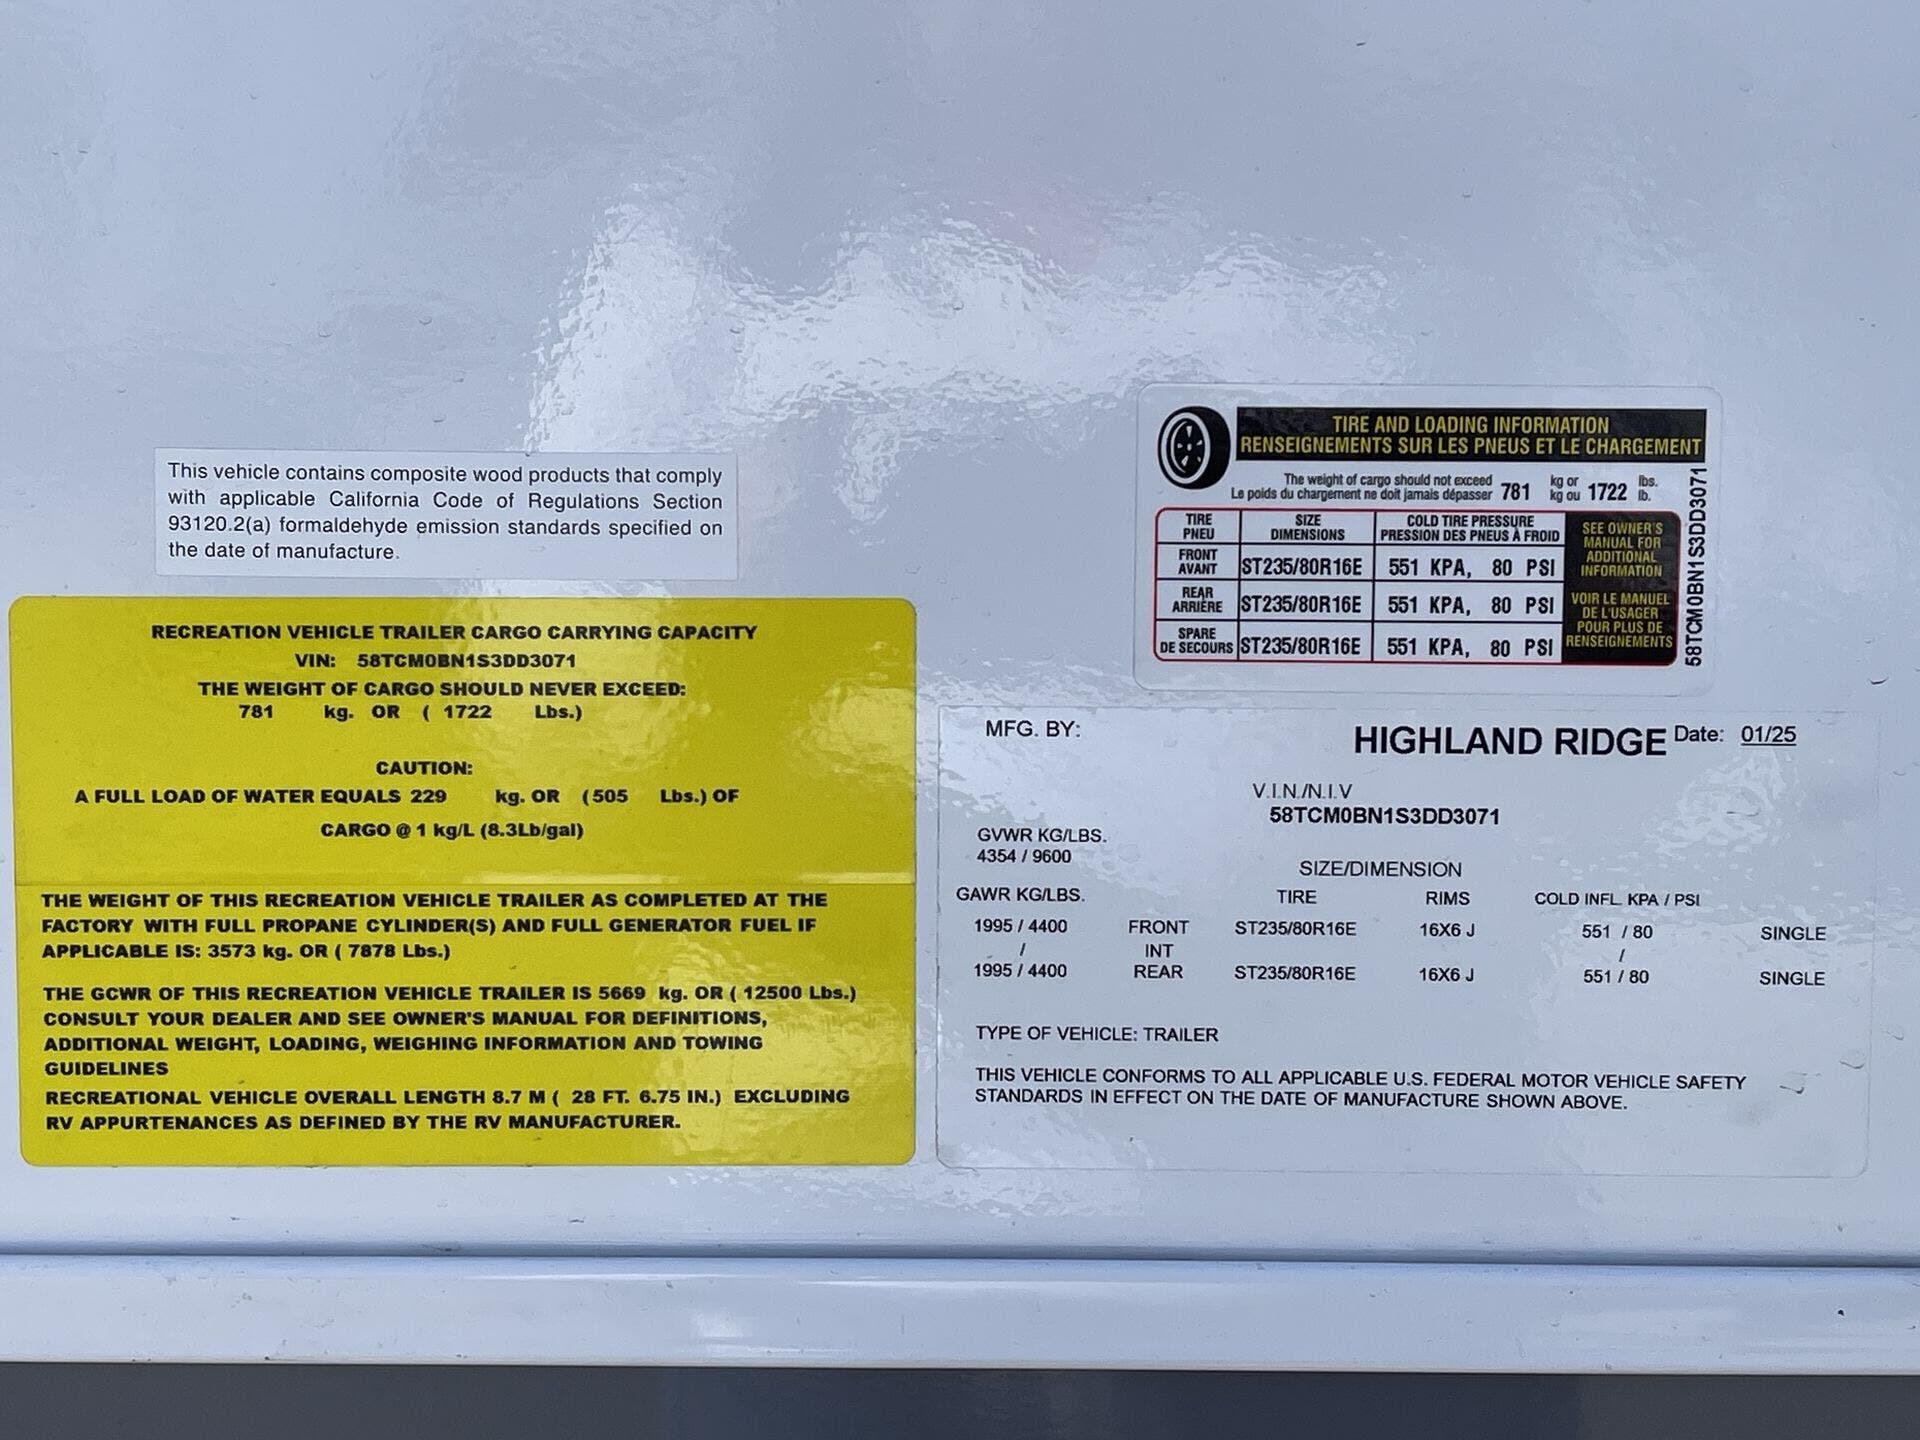 This vehicle contains composite wood products that comply
with applicable California Code of Regulations Section
93120.2(a) formaldehyde emission standards specified on
the date of manufacture.
RECREATION VEHICLE TRAILER CARGO CARRYING CAPACITY
VIN: 58TCM0BN1S3DD3071
THE WEIGHT OF CARGO SHOULD NEVER EXCEED:
781 kg. OR ( 1722 Lbs.)
CAUTION:
A FULL LOAD OF WATER EQUALS 229 kg. OR (505 Lbs.) OF
CARGO @ 1 kg/L (8.3Lb/gal)
THE WEIGHT OF THIS RECREATION VEHICLE TRAILER AS COMPLETED AT THE
FACTORY WITH FULL PROPANE CYLINDER(S) AND FULL GENERATOR FUEL IF
APPLICABLE IS: 3573 kg. OR ( 7878 Lbs.)
THE GCWR OF THIS RECREATION VEHICLE TRAILER IS 5669 kg. OR ( 12500 Lbs.)
CONSULT YOUR DEALER AND SEE OWNER'S MANUAL FOR DEFINITIONS,
ADDITIONAL WEIGHT, LOADING, WEIGHING INFORMATION AND TOWING
GUIDELINES
RECREATIONAL VEHICLE OVERALL LENGTH 8.7 M ( 28 FT. 6.75 IN.) EXCLUDING
RV APPURTENANCES AS DEFINED BY THE RV MANUFACTURER.
TIRE AND LOADING INFORMATION
RENSEIGNEMENTS SUR LES PNEUS ET LE CHARGEMENT
The weight of cargo should not exceed 781 kg or 1722 lbs.
Le poids du chargement ne doit jamais dépasser kg ou lb.
TIRE SIZE COLD TIRE PRESSURE
PNEU DIMENSIONS PRESSION DES PNEUS À FROID
FRONT
AVANT ST235/80R16E 551 KPA, 80 PSI
REAR
ARRIÈRE ST235/80R16E 551 KPA, 80 PSI
SPARE
DE SECOURS ST235/80R16E 551 KPA, 80 PSI
SEE OWNER'S
MANUAL FOR
ADDITIONAL
INFORMATION
VOIR LE MANUEL
DE L'USAGER
POUR PLUS DE
RENSEIGNEMENTS
58TCM0BN1S3DD3071
MFG. BY: HIGHLAND RIDGE Date: 01/25
V.I.N./N.I.V
58TCM0BN1S3DD3071
GVWR KG/LBS.
4354 / 9600
SIZE/DIMENSION
GAWR KG/LBS. TIRE RIMS COLD INFL. KPA / PSI
1995 / 4400 FRONT ST235/80R16E 16X6 J 551 / 80 SINGLE
/ INT /
1995 / 4400 REAR ST235/80R16E 16X6 J 551 / 80 SINGLE
TYPE OF VEHICLE: TRAILER
THIS VEHICLE CONFORMS TO ALL APPLICABLE U.S. FEDERAL MOTOR VEHICLE SAFETY
STANDARDS IN EFFECT ON THE DATE OF MANUFACTURE SHOWN ABOVE.